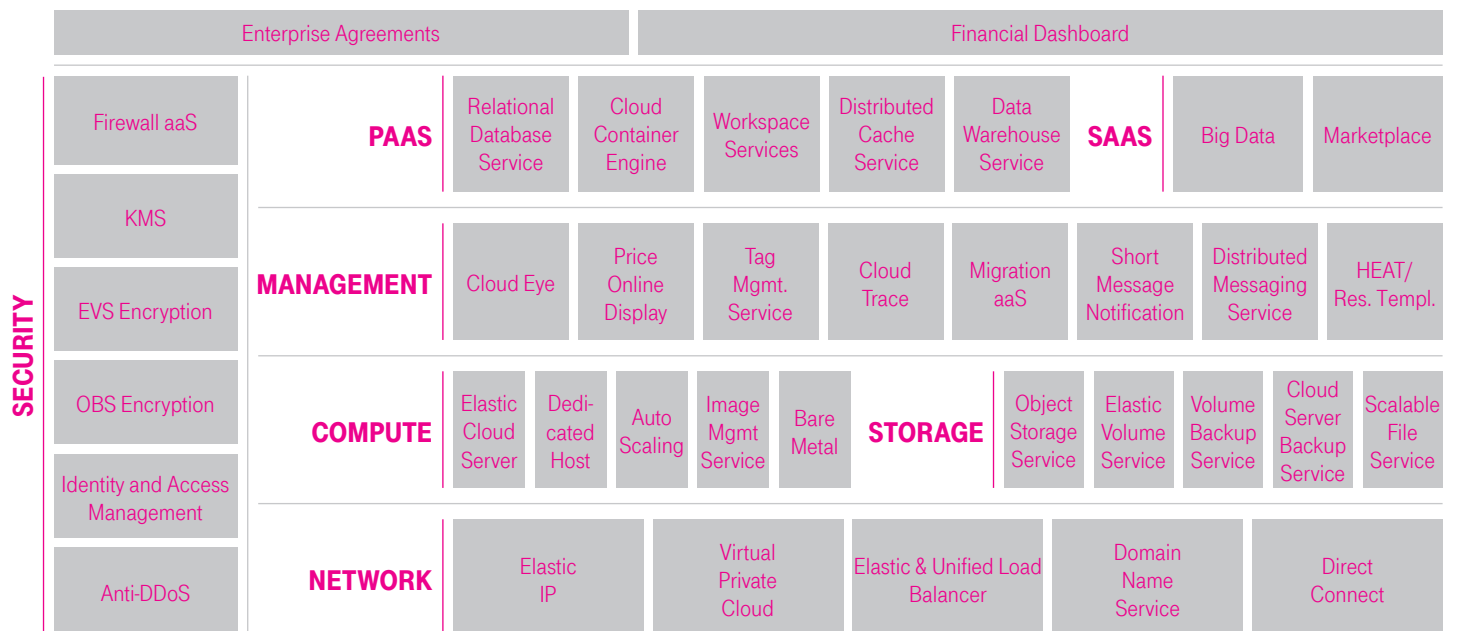 Enterprise Agreements
Financial Dashboard
SECURITY
Firewall aaS
KMS
EVS Encryption
OBS Encryption
Identity and Access
Management
Anti-DDoS
PAAS
Relational
Database
Service
Cloud
Container
Engine
Workspace
Services
Distributed
Cache
Service
Data
Warehouse
Service
SAAS
Big Data
Marketplace
MANAGEMENT
Cloud Eye
Price
Online
Display
Tag
Mgmt.
Service
Cloud
Trace
Migration
aaS
Short
Message
Notification
Distributed
Messaging
Service
HEAT/
Res. Templ.
COMPUTE
Elastic
Cloud
Server
Dedi-
cated
Host
Auto
Scaling
Image
Mgmt
Service
Bare
Metal
STORAGE
Object
Storage
Service
Elastic
Volume
Service
Volume
Backup
Service
Cloud
Server
Backup
Service
Scalable
File
Service
NETWORK
Elastic
IP
Virtual
Private
Cloud
Elastic & Unified Load
Balancer
Domain
Name
Service
Direct
Connect